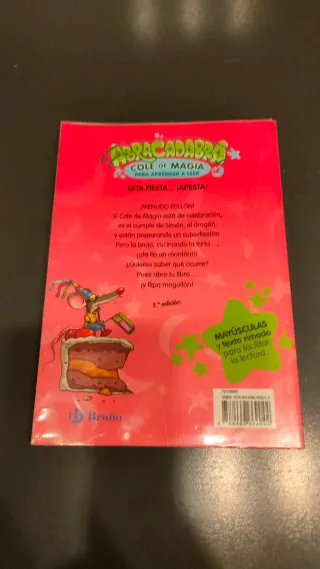 ABRACADABRA
COLE DE MAGIA
PARA APRENDER A LEER
ESTA FIESTA... ¡APESTA!
¡MENUDO FOLLÓN!
El Cole de Magia está de celebración,
es el cumple de Simón, el dragón,
y están preparando un superfiestón.
Pero la bruja, cocinando la tarta...,
¡¡la lía un montón!!
¿Quieres saber qué ocurre?
Pues abre tu libro...
¡y flipa mogollón!
2.ª edición
MAYÚSCULAS
y texto rimado
para facilitar
la lectura.
Bruño